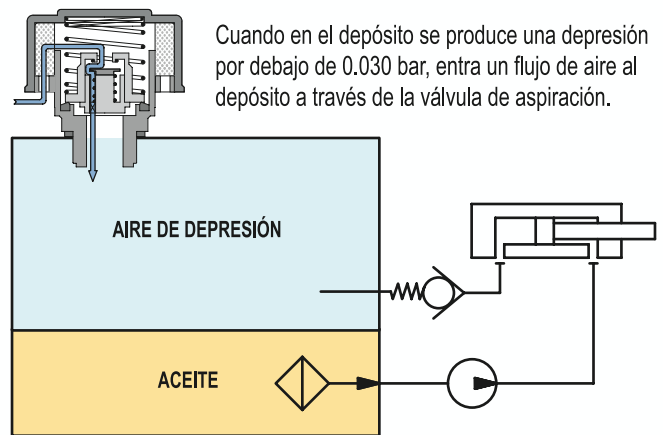 Cuando en el depósito se produce una depresión
por debajo de 0.030 bar, entra un flujo de aire al
depósito a través de la válvula de aspiración.
AIRE DE DEPRESIÓN
ACEITE